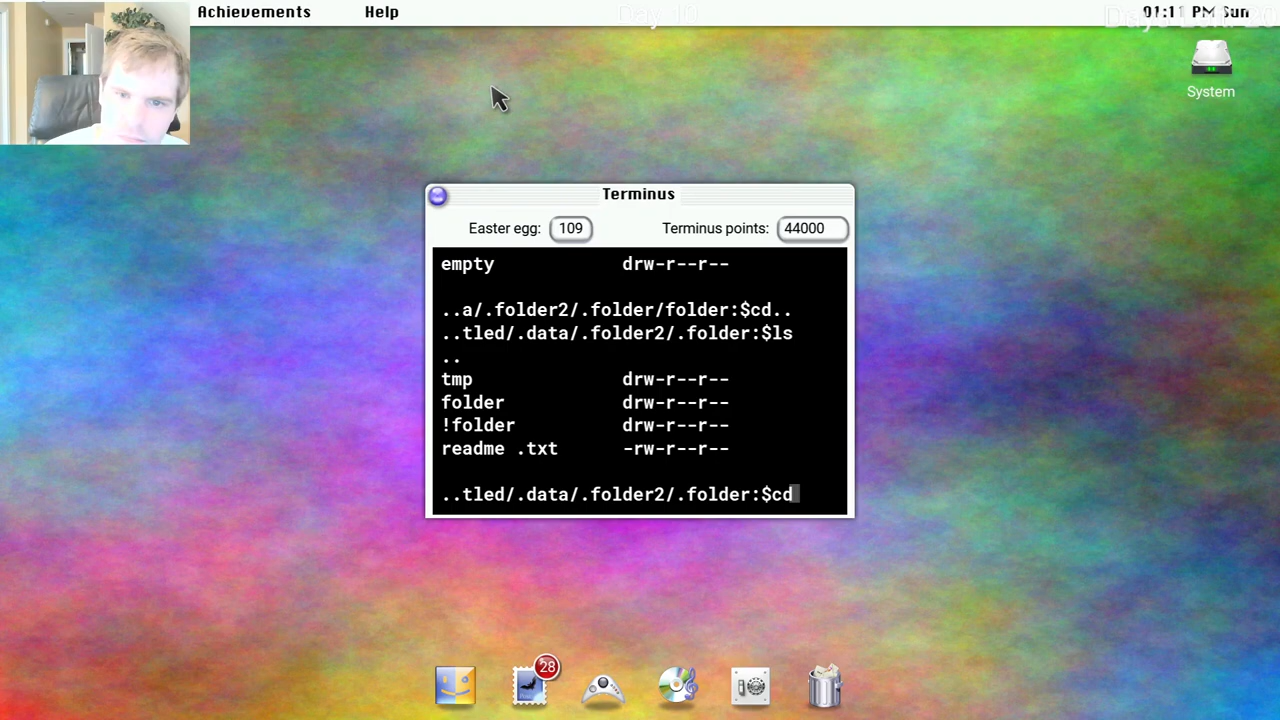 Achievements Help Day 10 01:11 PM Sun
System
Terminus
Easter egg: 109 Terminus points: 44000
empty drw-r--r--
..a/.folder2/.folder/folder:$cd..
..tled/.data/.folder2/.folder:$ls
..
tmp drw-r--r--
folder drw-r--r--
!folder drw-r--r--
readme .txt -rw-r--r--
..tled/.data/.folder2/.folder:$cd
28